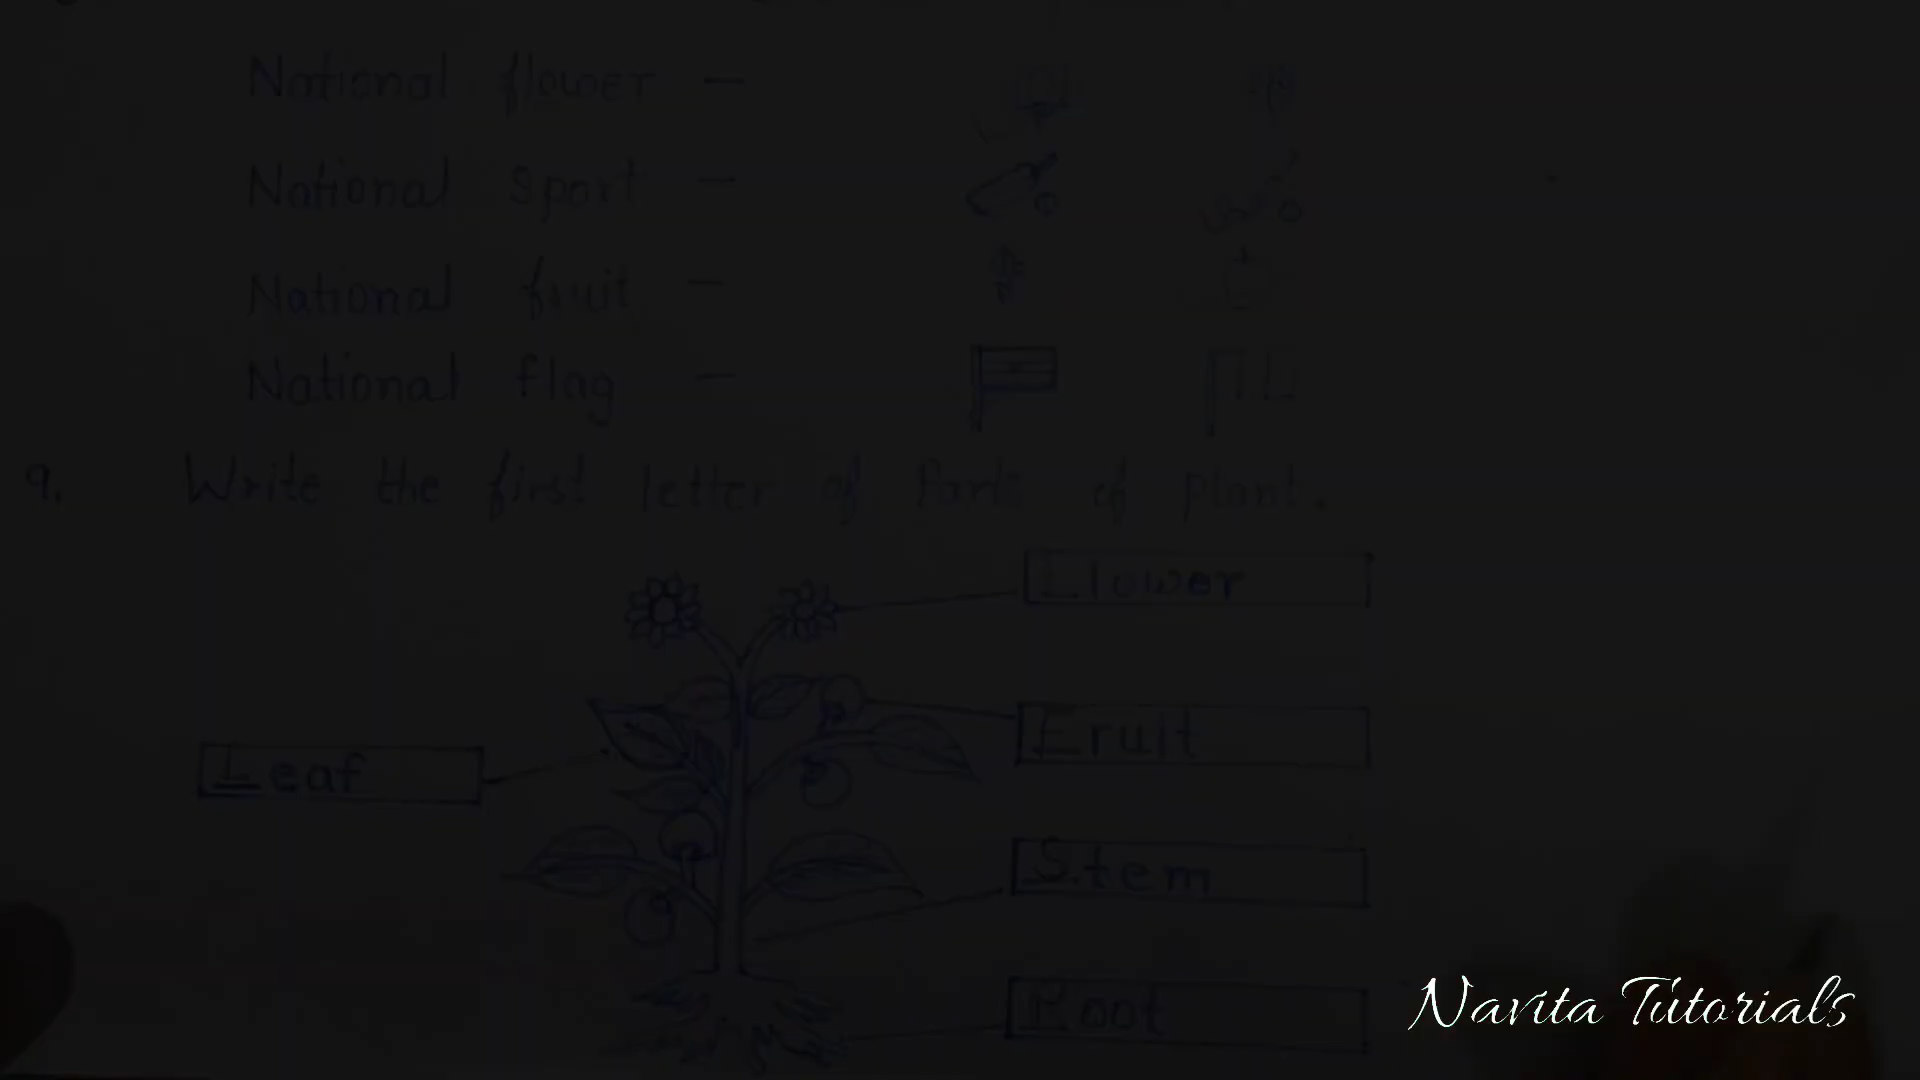 National flower –
National sport –
National fruit –
National flag –
9. Write the first letter of Parts of plant.
Flower
Fruit
Leaf
Stem
Root
Navita Tutorials